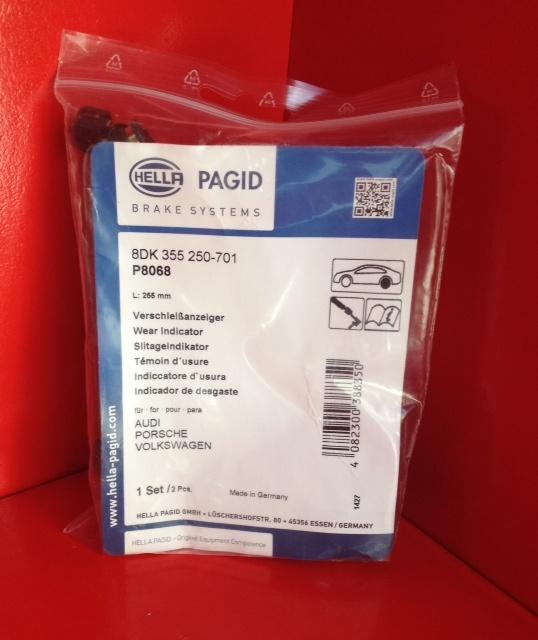 HELLA PAGID
BRAKE SYSTEMS
8DK 355 250-701
P8068
L: 255 mm
Verschleißanzeiger
Wear Indicator
Slitageindikator
Témoin d'usure
Indiccatore d'usura
Indicador de desgaste
für · for · pour · para
AUDI
PORSCHE
VOLKSWAGEN
1 Set / 2 Pcs.
Made in Germany
4 082300 388350
1427
www.hella-pagid.com
HELLA PAGID GMBH • LÜSCHERSHOFSTR. 80 • 45356 ESSEN / GERMANY
HELLA PAGID – Original Equipment Competence